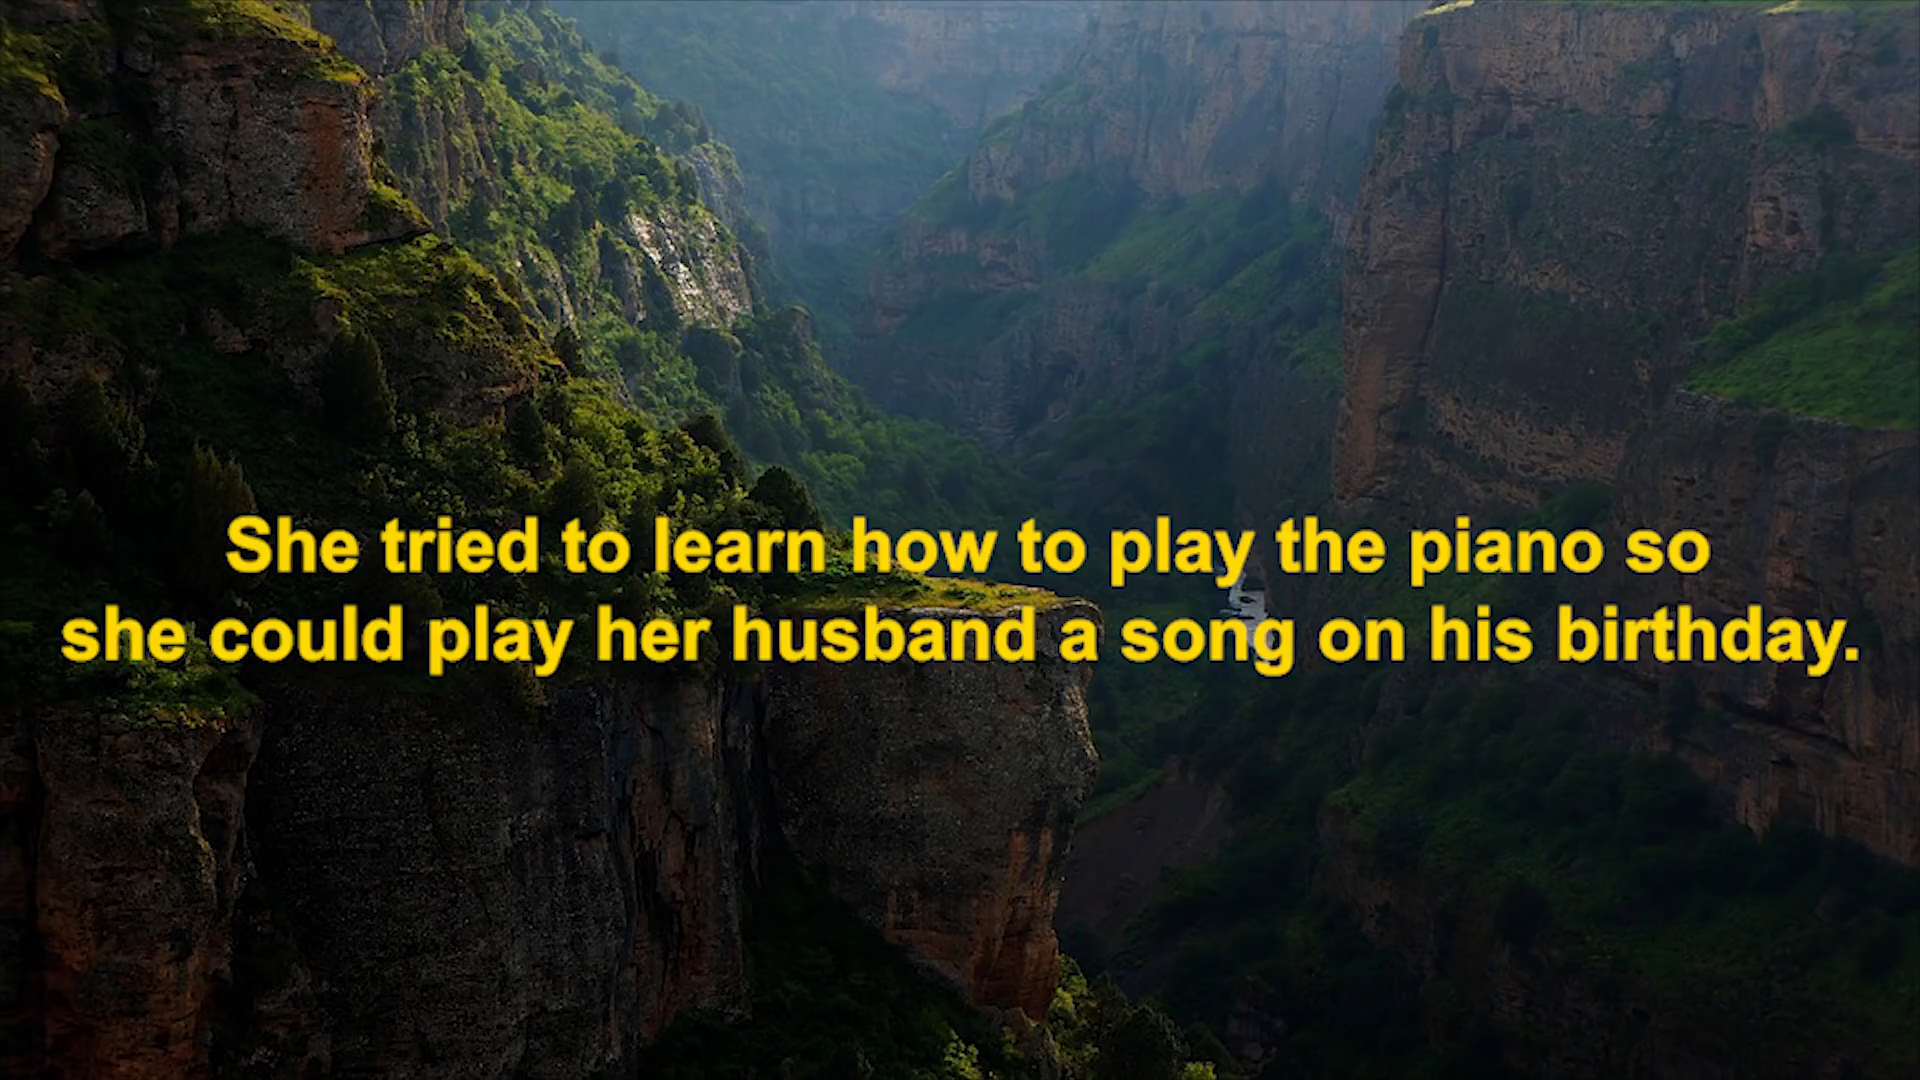 She tried to learn how to play the piano so
she could play her husband a song on his birthday.